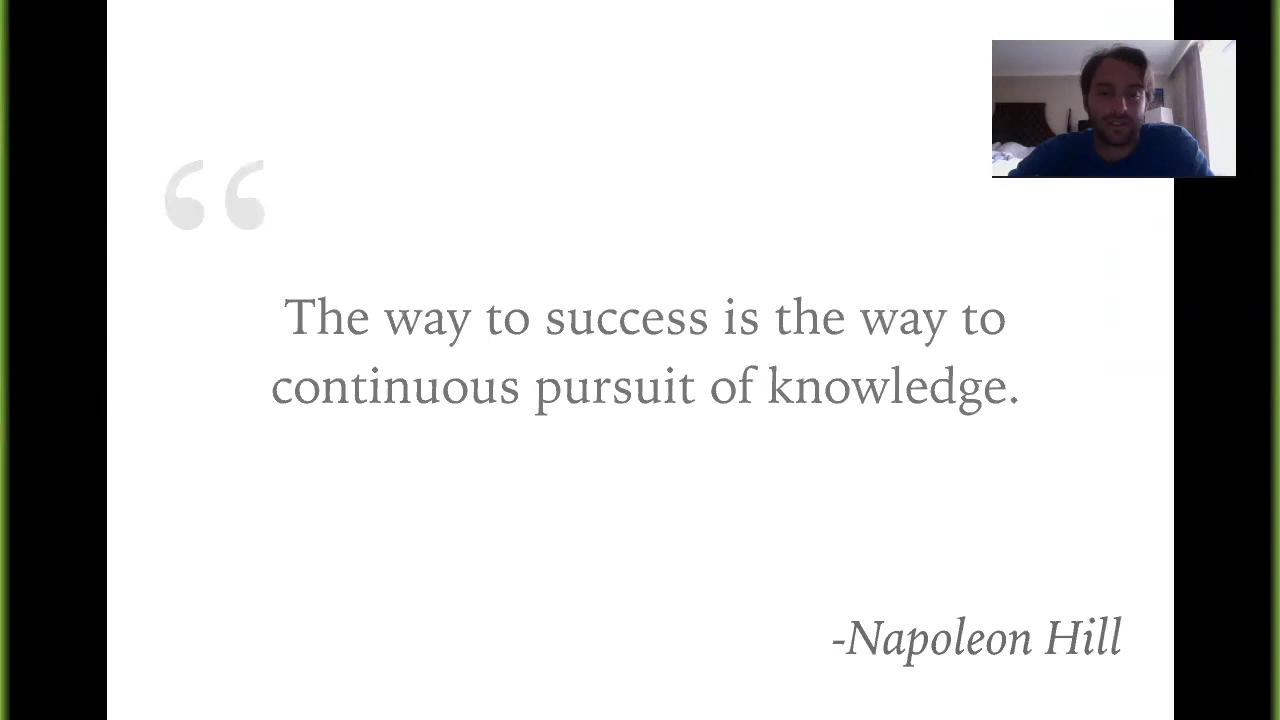 “
The way to success is the way to
continuous pursuit of knowledge.
-Napoleon Hill